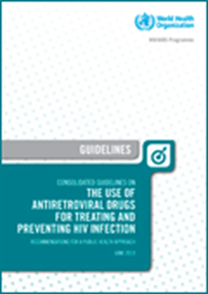 World Health
Organization
HIV/AIDS Programme
GUIDELINES
CONSOLIDATED GUIDELINES ON
THE USE OF
ANTIRETROVIRAL DRUGS
FOR TREATING AND
PREVENTING HIV INFECTION
RECOMMENDATIONS FOR A PUBLIC HEALTH APPROACH
JUNE 2013